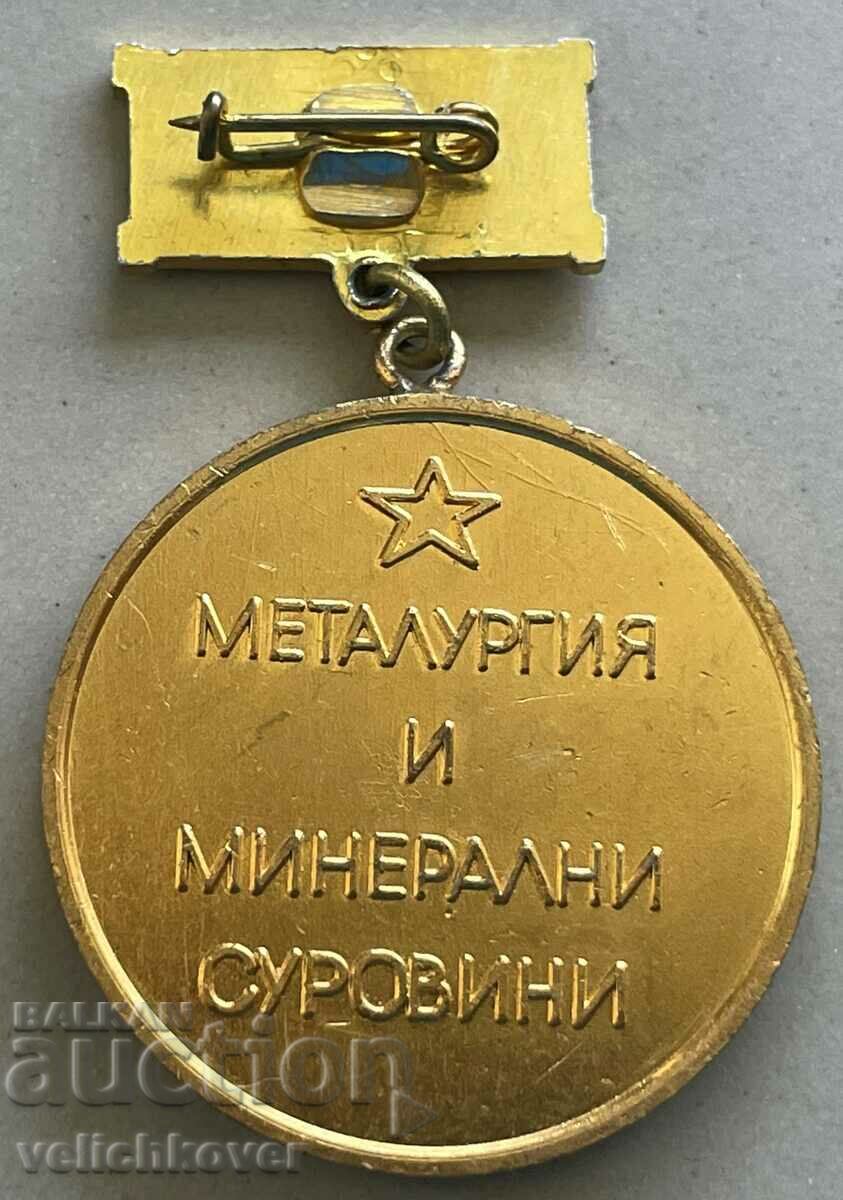 МЕТАЛУРГИЯ
И
МИНЕРАЛНИ
СУРОВИНИ
BALKAN
auction
velichkover